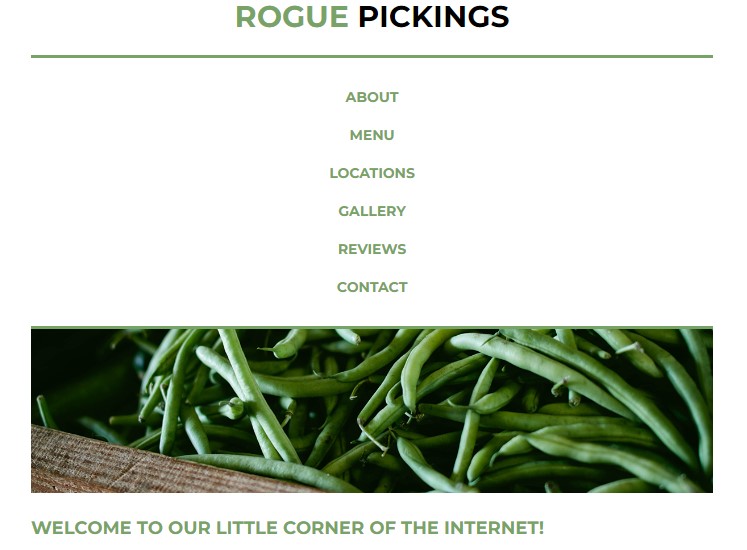 ROGUE PICKINGS
ABOUT
MENU
LOCATIONS
GALLERY
REVIEWS
CONTACT
WELCOME TO OUR LITTLE CORNER OF THE INTERNET!